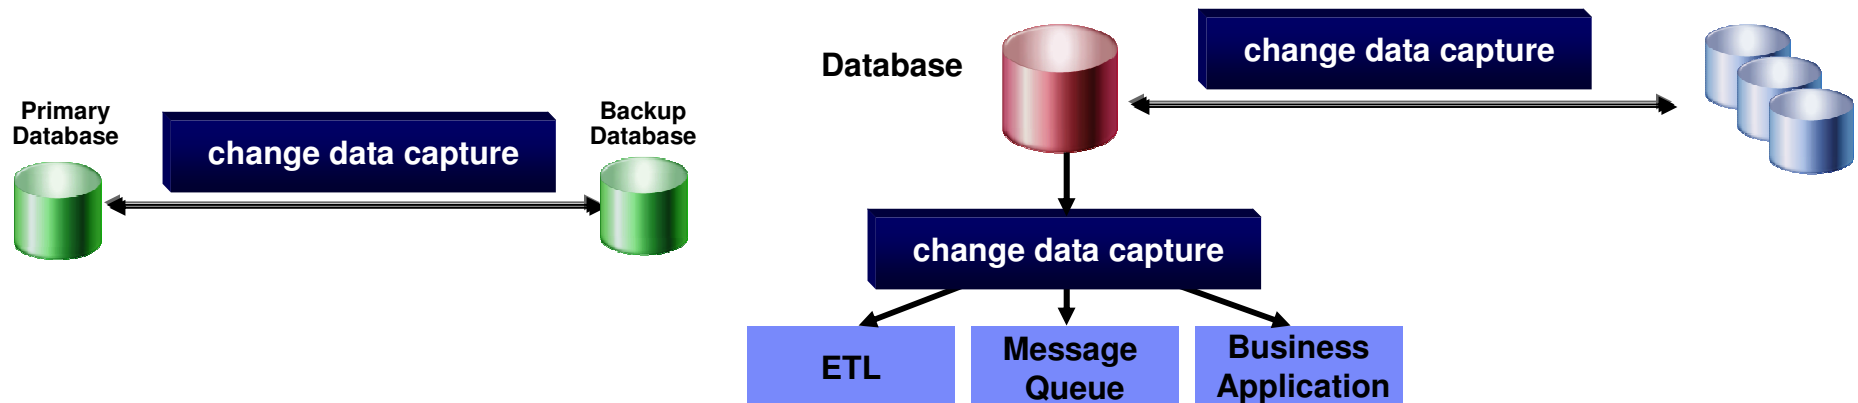 Primary
Database
change data capture
Backup
Database
Database
change data capture
change data capture
ETL
Message
Queue
Business
Application